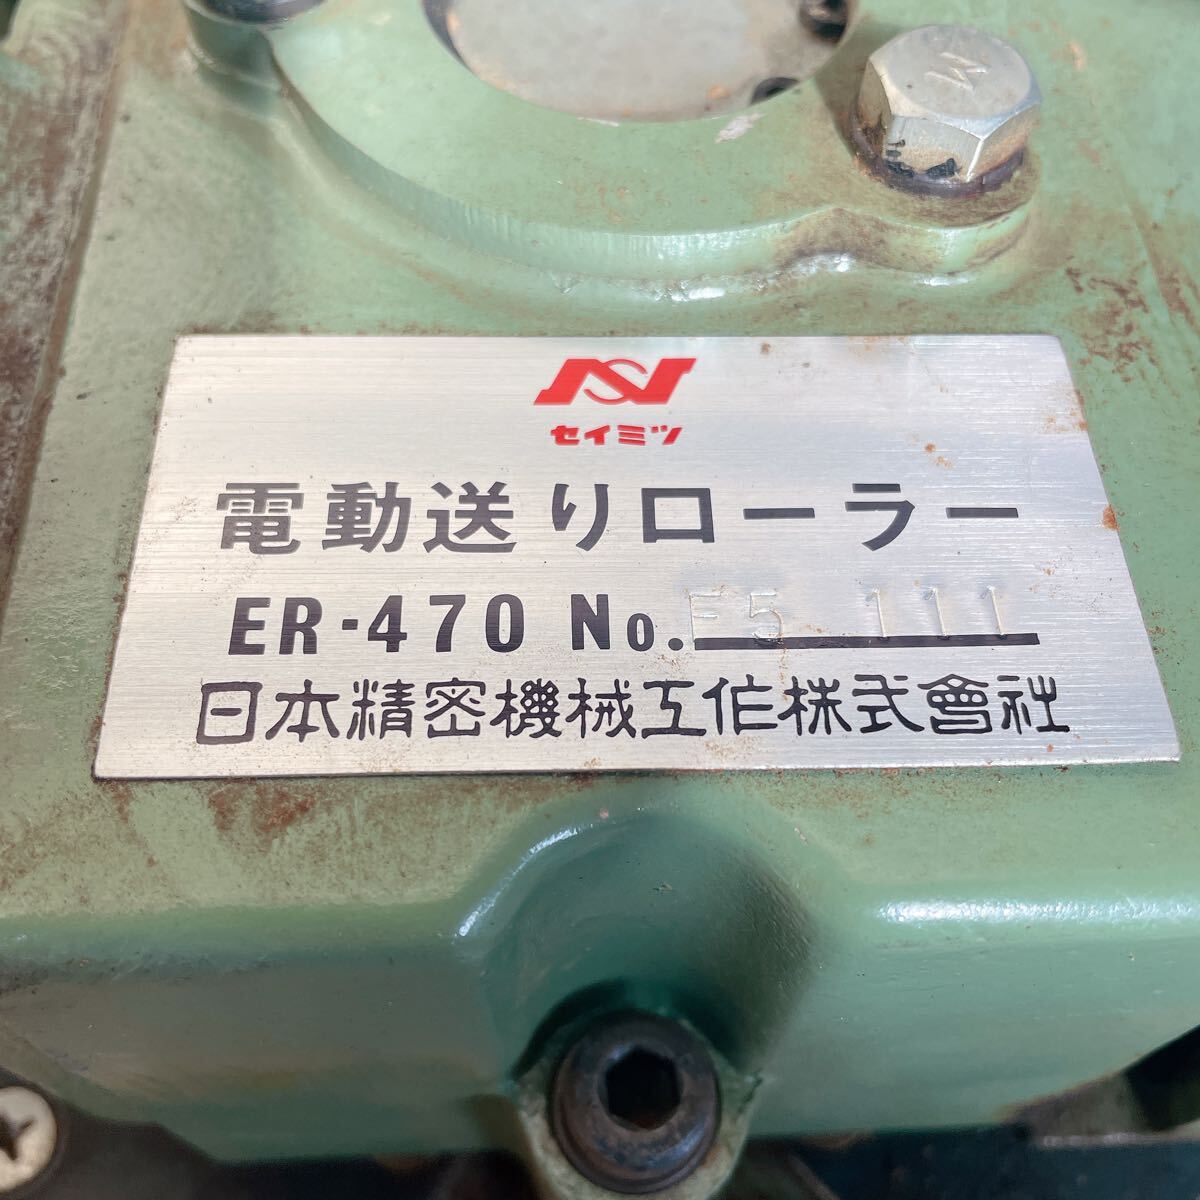 セイミツ
電動送りローラー
ER-470 No. E5 111
日本精密機械工作株式會社